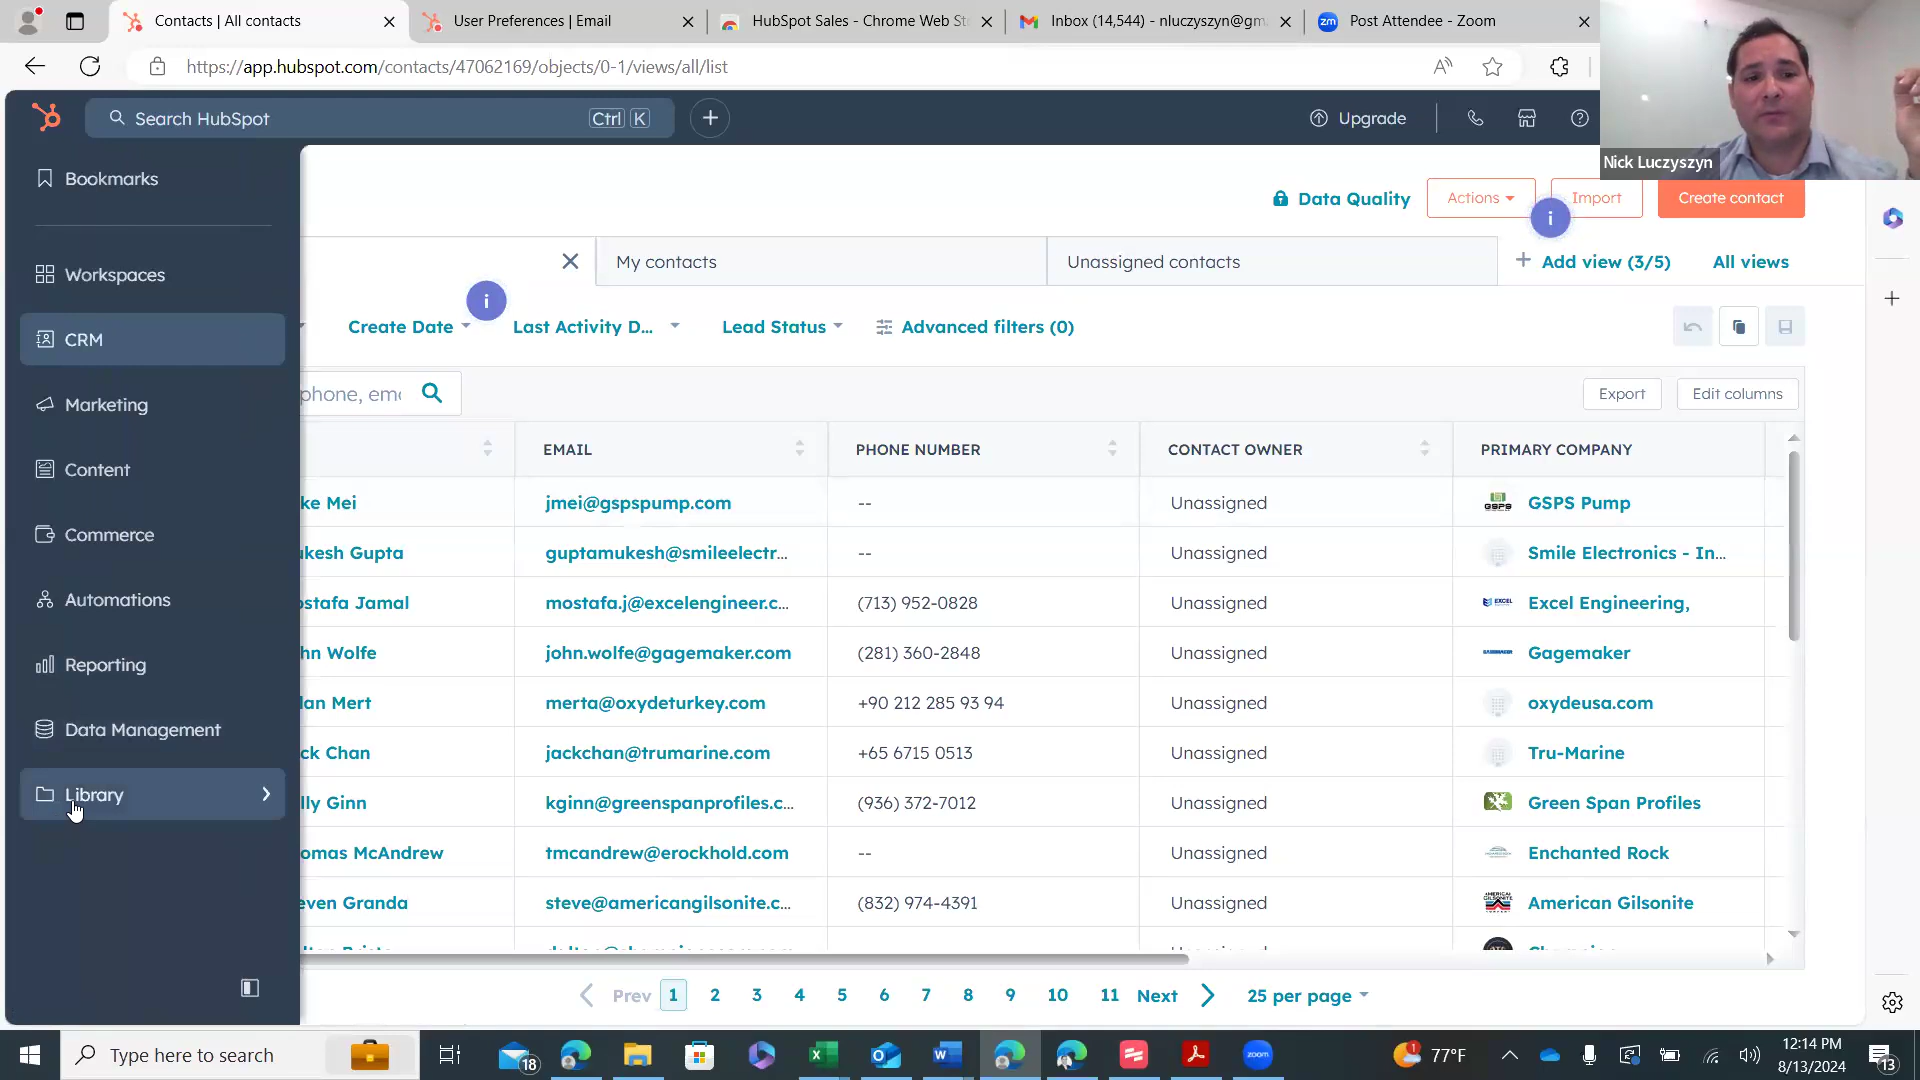 Contacts | All contacts
User Preferences | Email
HubSpot Sales - Chrome Web St
Inbox (14,544) - nluczyszyn@gm
Post Attendee - Zoom
https://app.hubspot.com/contacts/47062169/objects/0-1/views/all/list
Search HubSpot
Ctrl K
Upgrade
Nick Luczyszyn
Bookmarks
Workspaces
CRM
Marketing
Content
Commerce
Automations
Reporting
Data Management
Library
Data Quality
Actions
Import
Create contact
My contacts
Unassigned contacts
Add view (3/5)
All views
Create Date
Last Activity D...
Lead Status
Advanced filters (0)
phone, em
Export
Edit columns
EMAIL PHONE NUMBER CONTACT OWNER PRIMARY COMPANY
ke Mei jmei@gspspump.com -- Unassigned GSPS Pump
ukesh Gupta guptamukesh@smileelectr... -- Unassigned Smile Electronics - In...
ostafa Jamal mostafa.j@excelengineer.c... (713) 952-0828 Unassigned Excel Engineering,
hn Wolfe john.wolfe@gagemaker.com (281) 360-2848 Unassigned Gagemaker
lan Mert merta@oxydeturkey.com +90 212 285 93 94 Unassigned oxydeusa.com
ck Chan jackchan@trumarine.com +65 6715 0513 Unassigned Tru-Marine
lly Ginn kginn@greenspanprofiles.c... (936) 372-7012 Unassigned Green Span Profiles
omas McAndrew tmcandrew@erockhold.com -- Unassigned Enchanted Rock
even Granda steve@americangilsonite.c... (832) 974-4391 Unassigned American Gilsonite
Prev 1 2 3 4 5 6 7 8 9 10 11 Next
25 per page
Type here to search
18
zoom
77°F
12:14 PM
8/13/2024
13